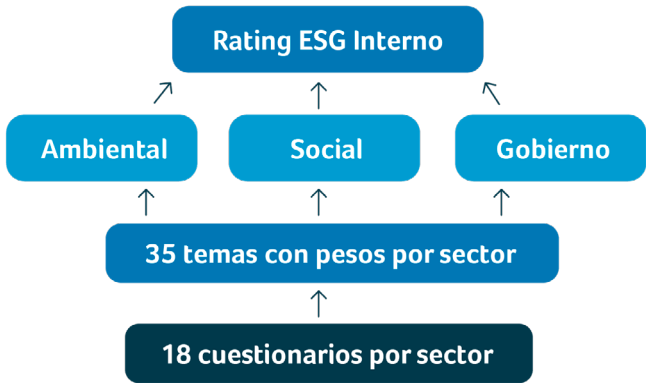 Rating ESG Interno
Ambiental
Social
Gobierno
35 temas con pesos por sector
18 cuestionarios por sector